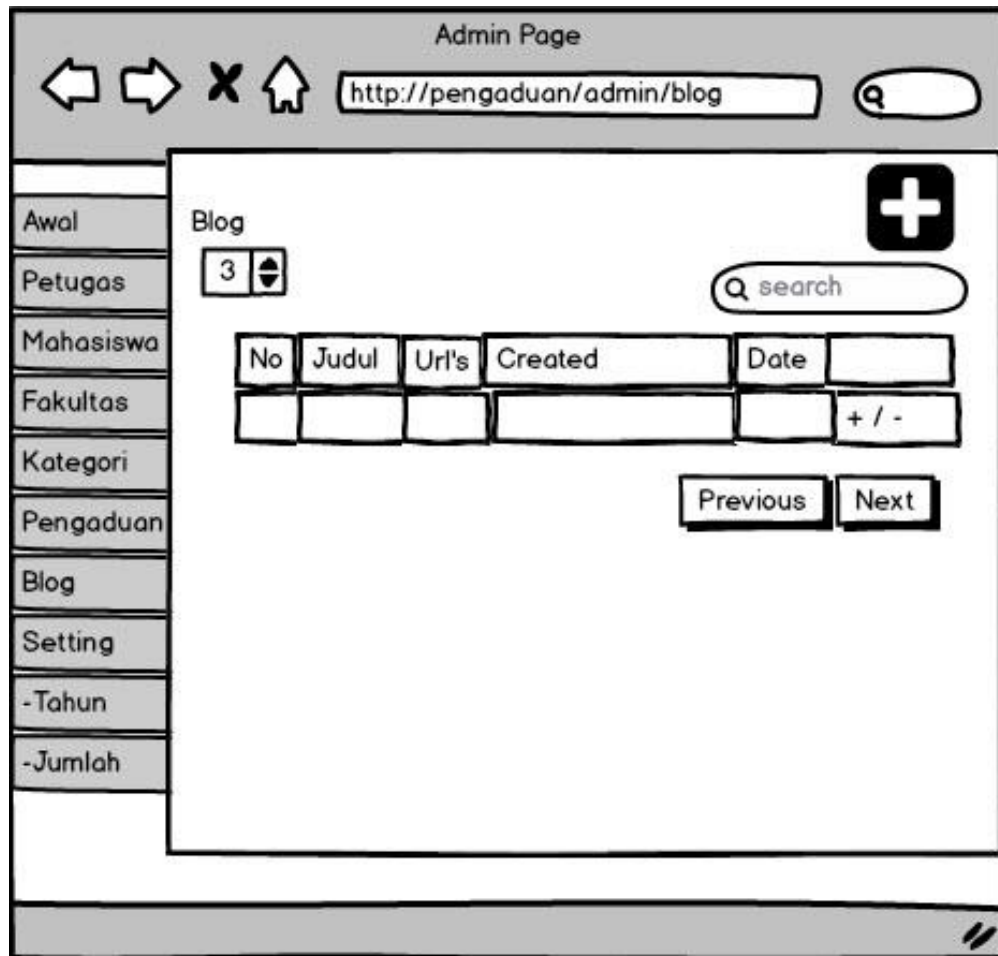 Admin Page
http://pengaduan/admin/blog
Awal
Petugas
Mahasiswa
Fakultas
Kategori
Pengaduan
Blog
Setting
-Tahun
-Jumlah
Blog
3
search
No Judul Url's Created Date
+ / -
Previous Next